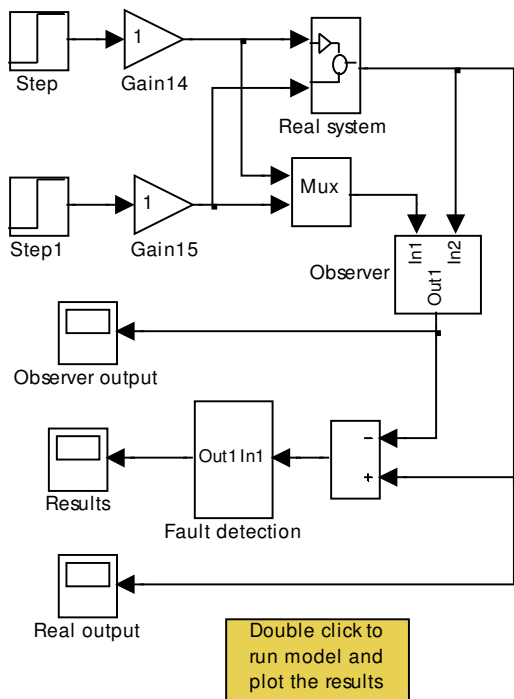 1
Step
Gain14
Real system
1
Step1
Gain15
Mux
In1
In2
Out1
Observer
Observer output
Out1 In1
-
+
Results
Fault detection
Real output
Double click to
run model and
plot the results